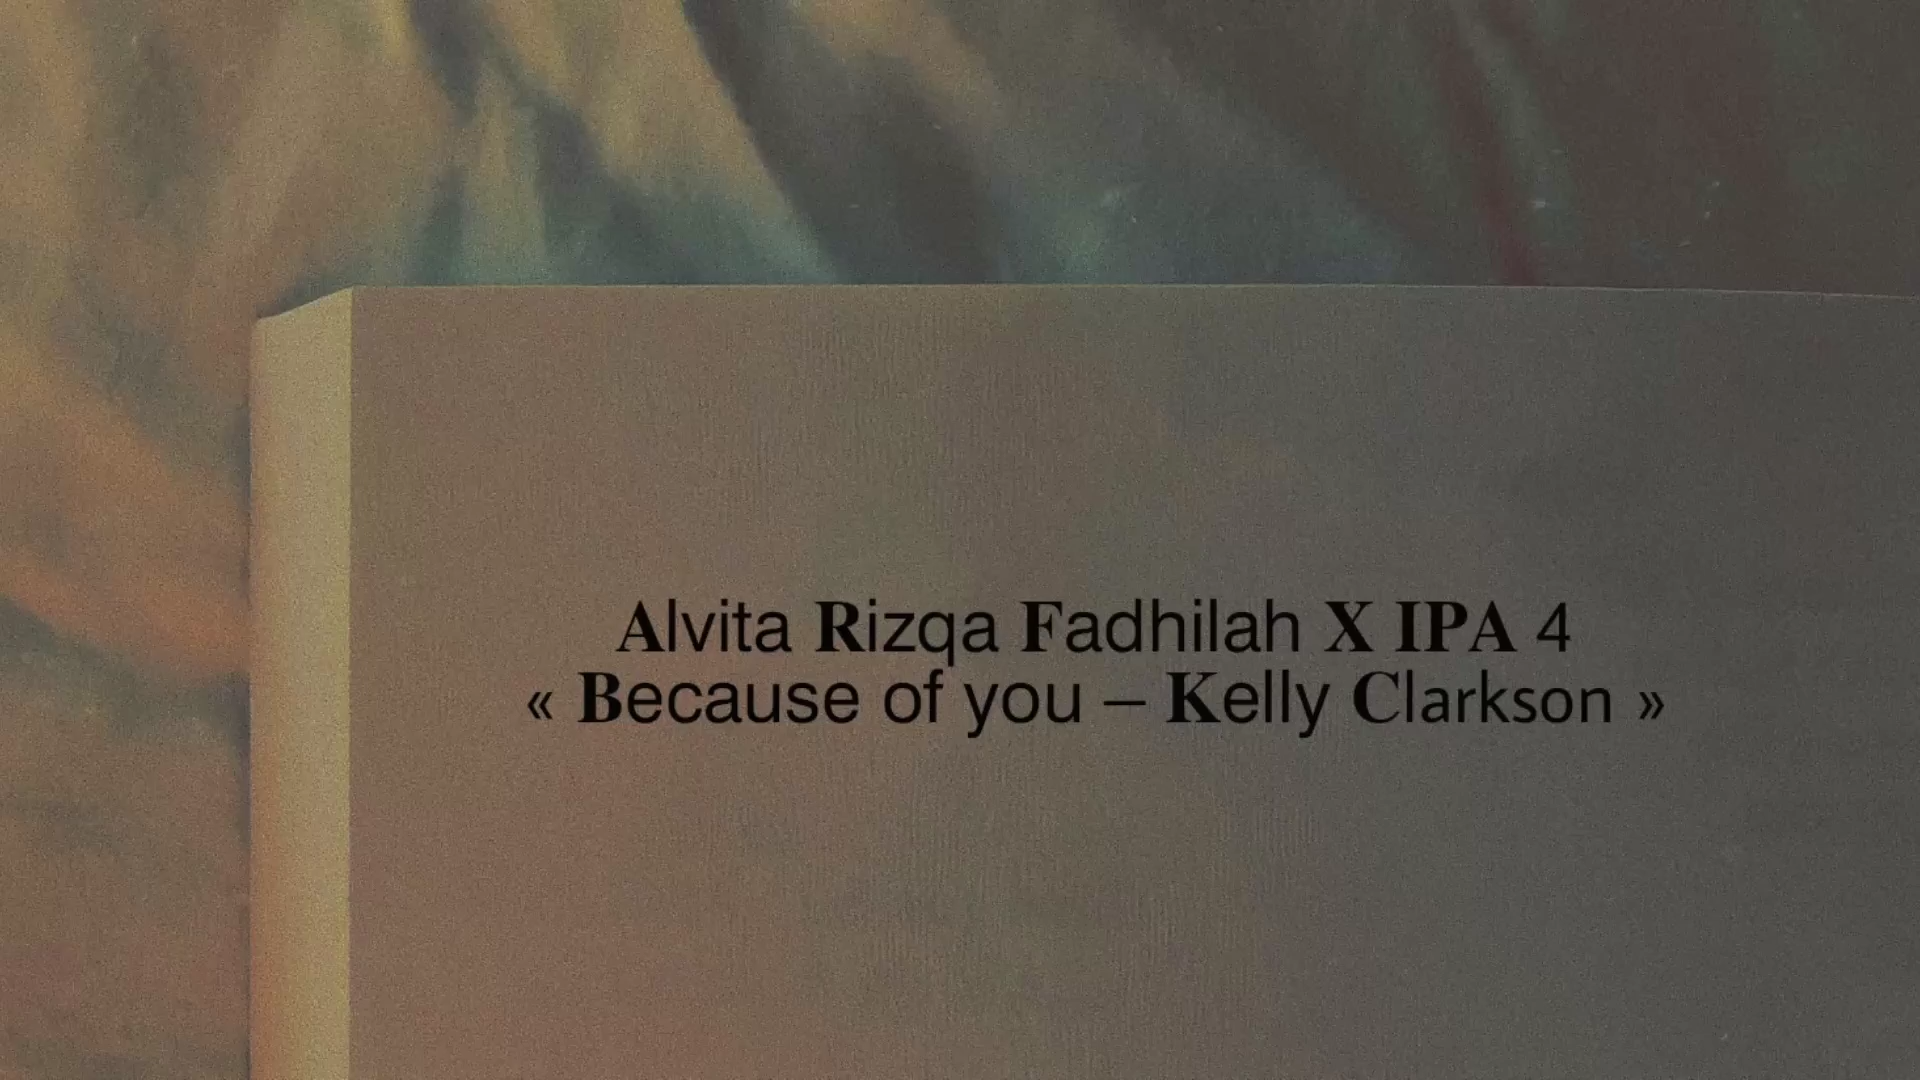 Alvita Rizqa Fadhilah X IPA 4
« Because of you – Kelly Clarkson »